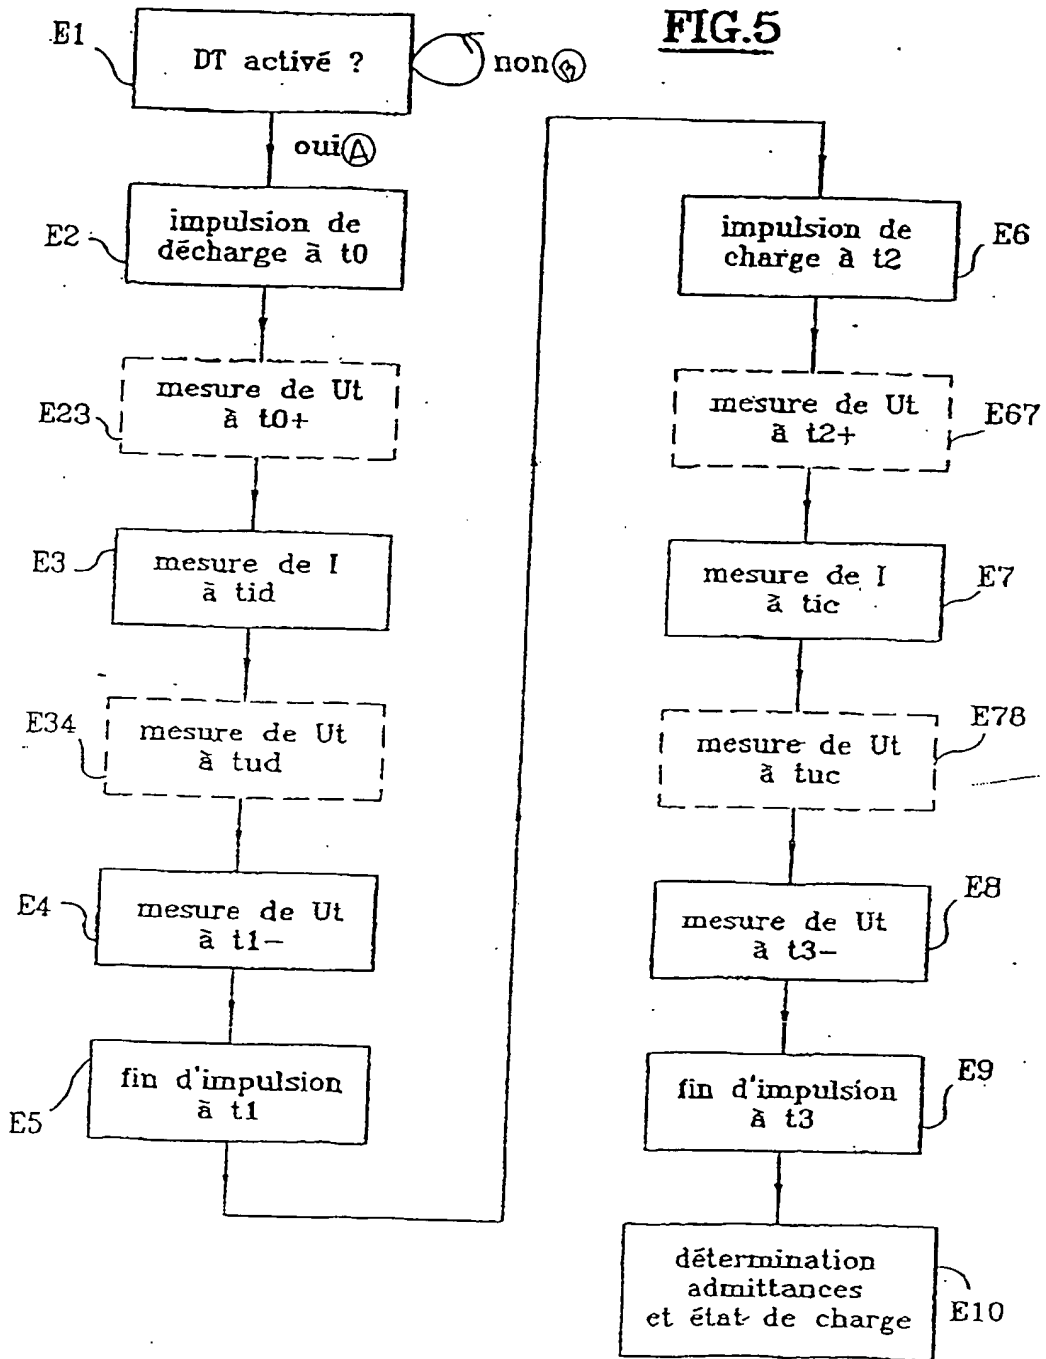 FIG.5
E1
DT activé ?
non Ⓑ
oui Ⓐ
E2
impulsion de
décharge à t0
E23
mesure de Ut
à t0+
E3
mesure de I
à tid
E34
mesure de Ut
à tud
E4
mesure de Ut
à t1-
E5
fin d'impulsion
à t1
impulsion de
charge à t2
E6
mesure de Ut
à t2+
E67
mesure de I
à tic
E7
mesure de Ut
à tuc
E78
mesure de Ut
à t3-
E8
fin d'impulsion
à t3
E9
détermination
admittances
et état de charge
E10